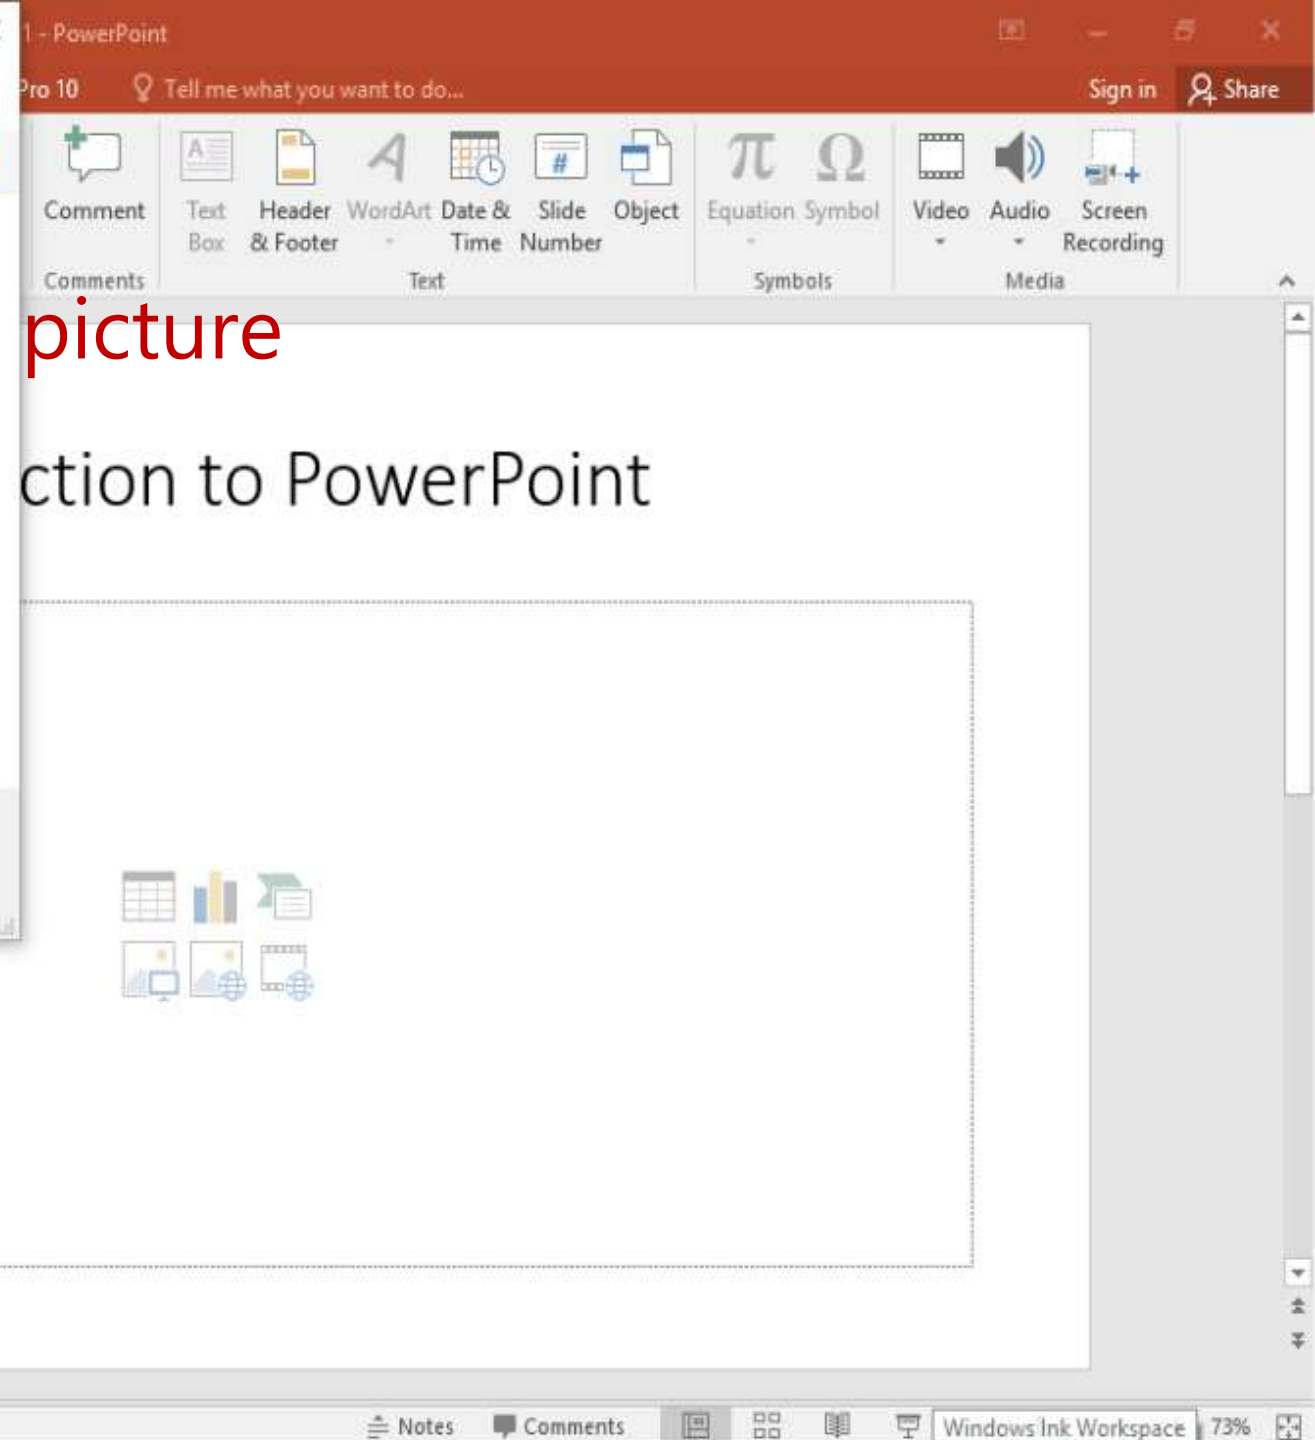 1 - PowerPoint
Pro 10 Tell me what you want to do... Sign in Share
Comment Text Box Header & Footer WordArt Date & Time Slide Number Object Equation Symbol Video Audio Screen Recording
Comments Text Symbols Media
picture
ction to PowerPoint
Notes Comments Windows Ink Workspace 73%